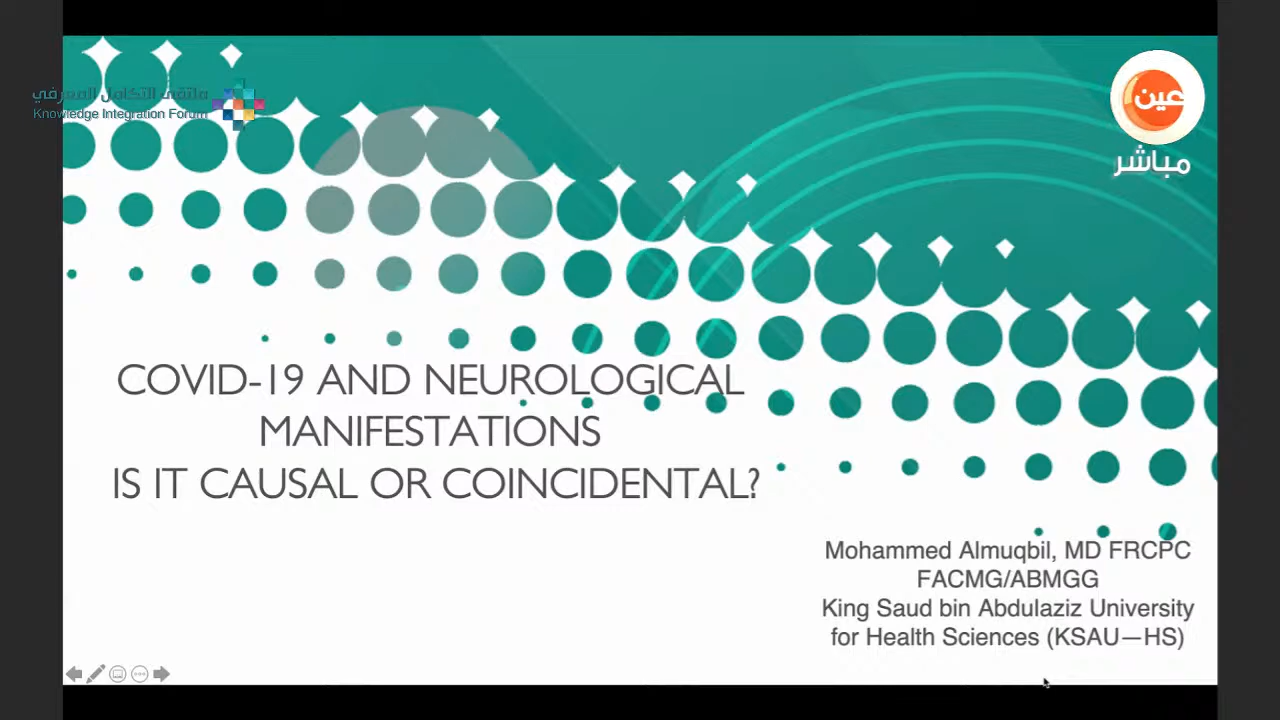 ملتقى التكامل المعرفي
Knowledge Integration Forum
عين
مباشر
COVID-19 AND NEUROLOGICAL
MANIFESTATIONS
IS IT CAUSAL OR COINCIDENTAL?
Mohammed Almuqbil, MD FRCPC
FACMG/ABMGG
King Saud bin Abdulaziz University
for Health Sciences (KSAU—HS)